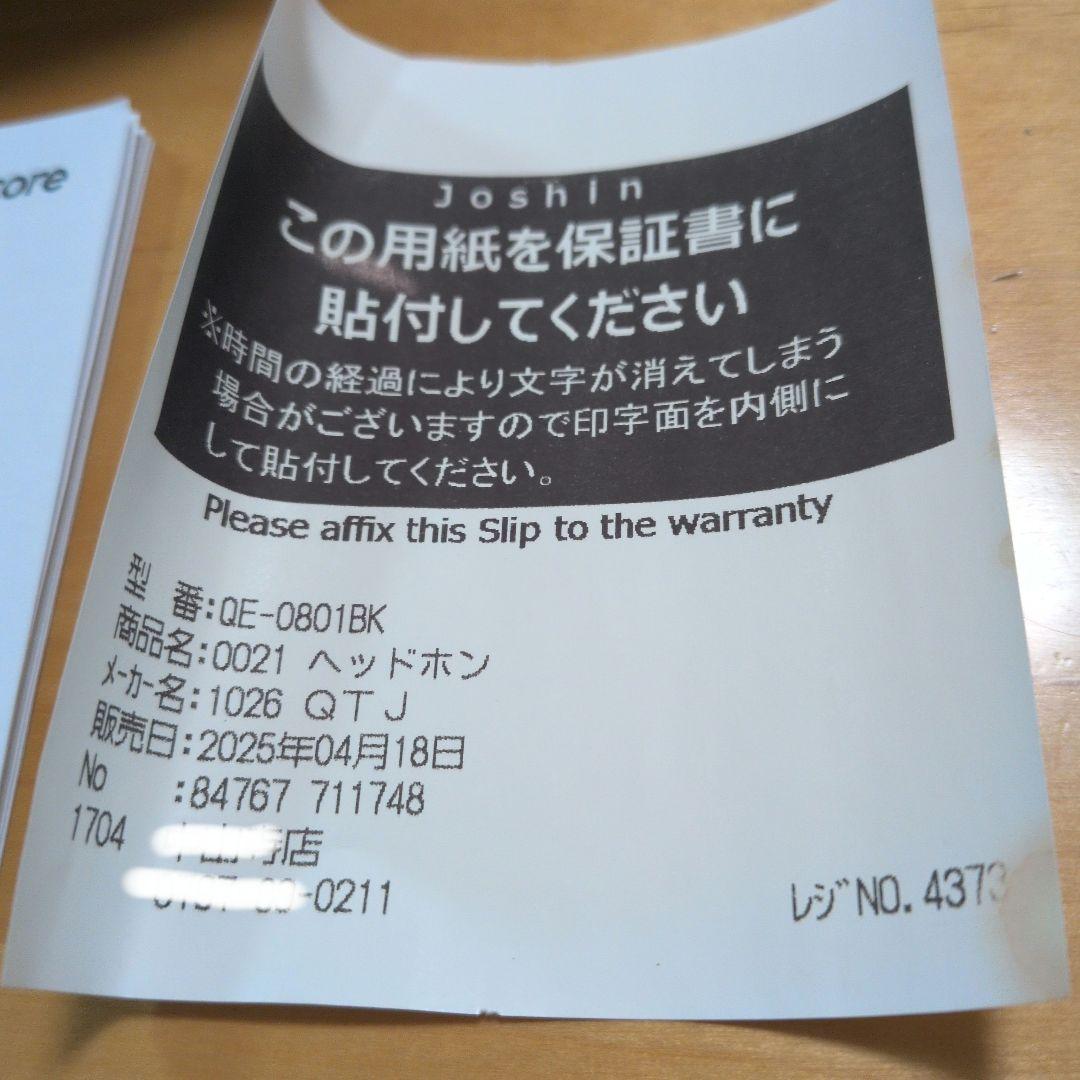 core
Joshin
この用紙を保証書に
貼付してください
※時間の経過により文字が消えてしまう
場合がございますので印字面を内側に
して貼付してください。
Please affix this Slip to the warranty
型 番:QE-0801BK
商品名:0021 ヘッドホン
メーカー名:1026 QTJ
販売日:2025年04月18日
No :84767 711748
1704 店
-0211
レジNO.4373